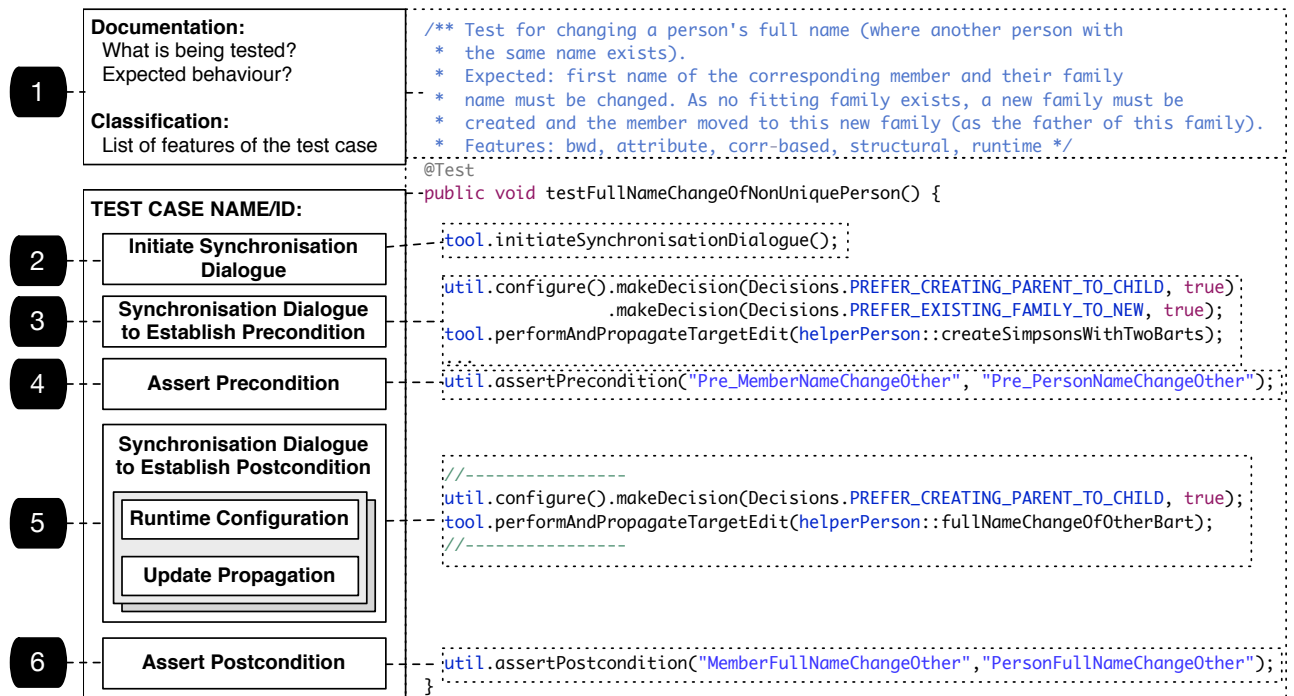 1
Documentation:
What is being tested?
Expected behaviour?
Classification:
List of features of the test case
/** Test for changing a person's full name (where another person with
* the same name exists).
* Expected: first name of the corresponding member and their family
* name must be changed. As no fitting family exists, a new family must be
* created and the member moved to this new family (as the father of this family).
* Features: bwd, attribute, corr-based, structural, runtime */
@Test
public void testFullNameChangeOfNonUniquePerson() {
TEST CASE NAME/ID:
2
Initiate Synchronisation
Dialogue
tool.initiateSynchronisationDialogue();
3
Synchronisation Dialogue
to Establish Precondition
util.configure().makeDecision(Decisions.PREFER_CREATING_PARENT_TO_CHILD, true)
.makeDecision(Decisions.PREFER_EXISTING_FAMILY_TO_NEW, true);
tool.performAndPropagateTargetEdit(helperPerson::createSimpsonsWithTwoBarts);
...
4
Assert Precondition
util.assertPrecondition("Pre_MemberNameChangeOther", "Pre_PersonNameChangeOther");
5
Synchronisation Dialogue
to Establish Postcondition
Runtime Configuration
Update Propagation
//---------------
util.configure().makeDecision(Decisions.PREFER_CREATING_PARENT_TO_CHILD, true);
tool.performAndPropagateTargetEdit(helperPerson::fullNameChangeOfOtherBart);
//---------------
6
Assert Postcondition
util.assertPostcondition("MemberFullNameChangeOther","PersonFullNameChangeOther");
}